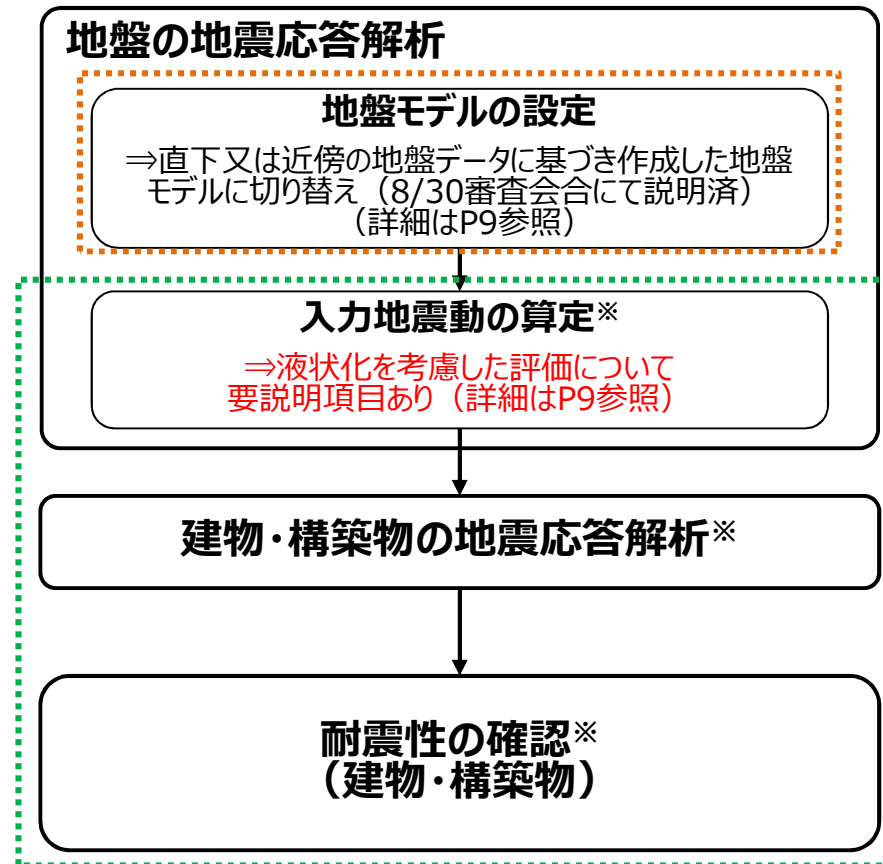 地盤の地震応答解析
地盤モデルの設定
⇒直下又は近傍の地盤データに基づき作成した地盤
モデルに切り替え（8/30審査会合にて説明済）
（詳細はP9参照）
入力地震動の算定※
⇒液状化を考慮した評価について
要説明項目あり（詳細はP9参照）
建物・構築物の地震応答解析※
耐震性の確認※
（建物・構築物）